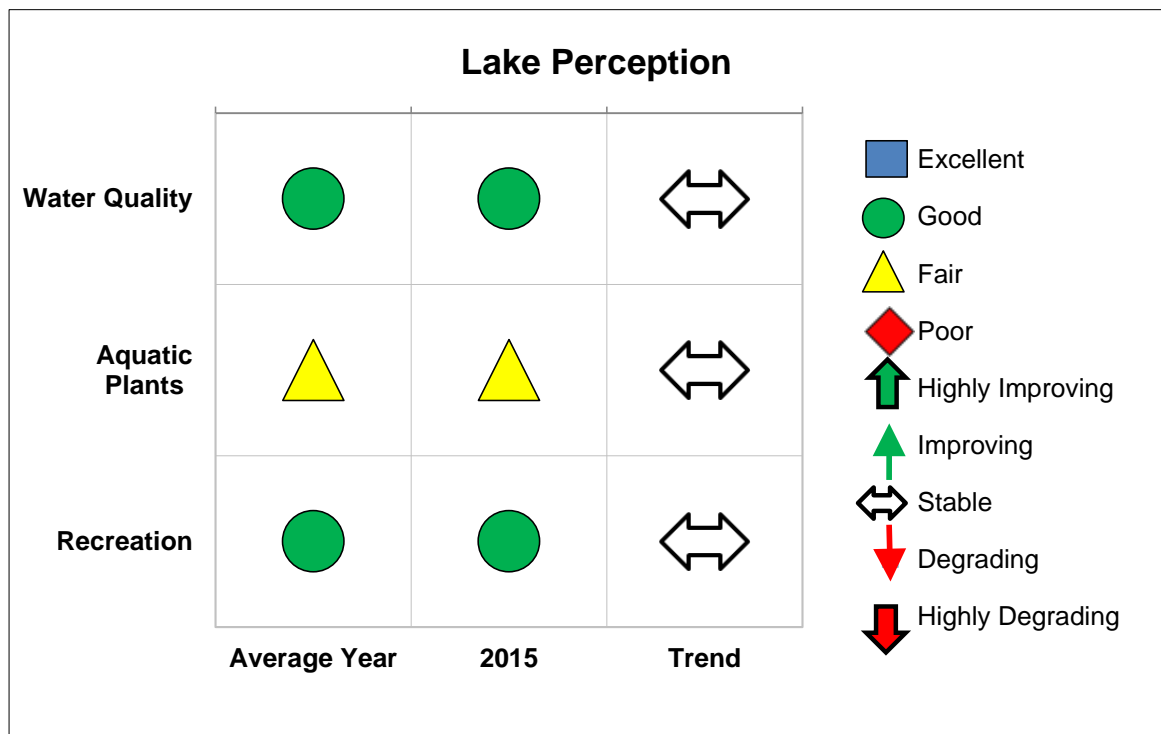 Lake Perception
Water Quality
Aquatic
Plants
Recreation
Average Year
2015
Trend
Excellent
Good
Fair
Poor
Highly Improving
Improving
Stable
Degrading
Highly Degrading